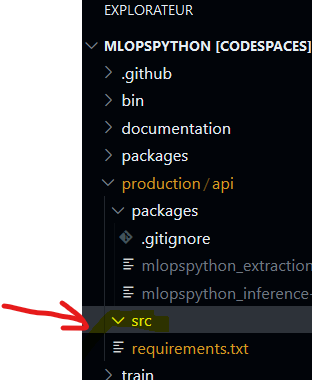 EXPLORATEUR
MLOPSPYTHON [CODESPACES]
.github
bin
documentation
packages
production/api
packages
.gitignore
mlopspython_extraction
mlopspython_inference-
src
requirements.txt
train